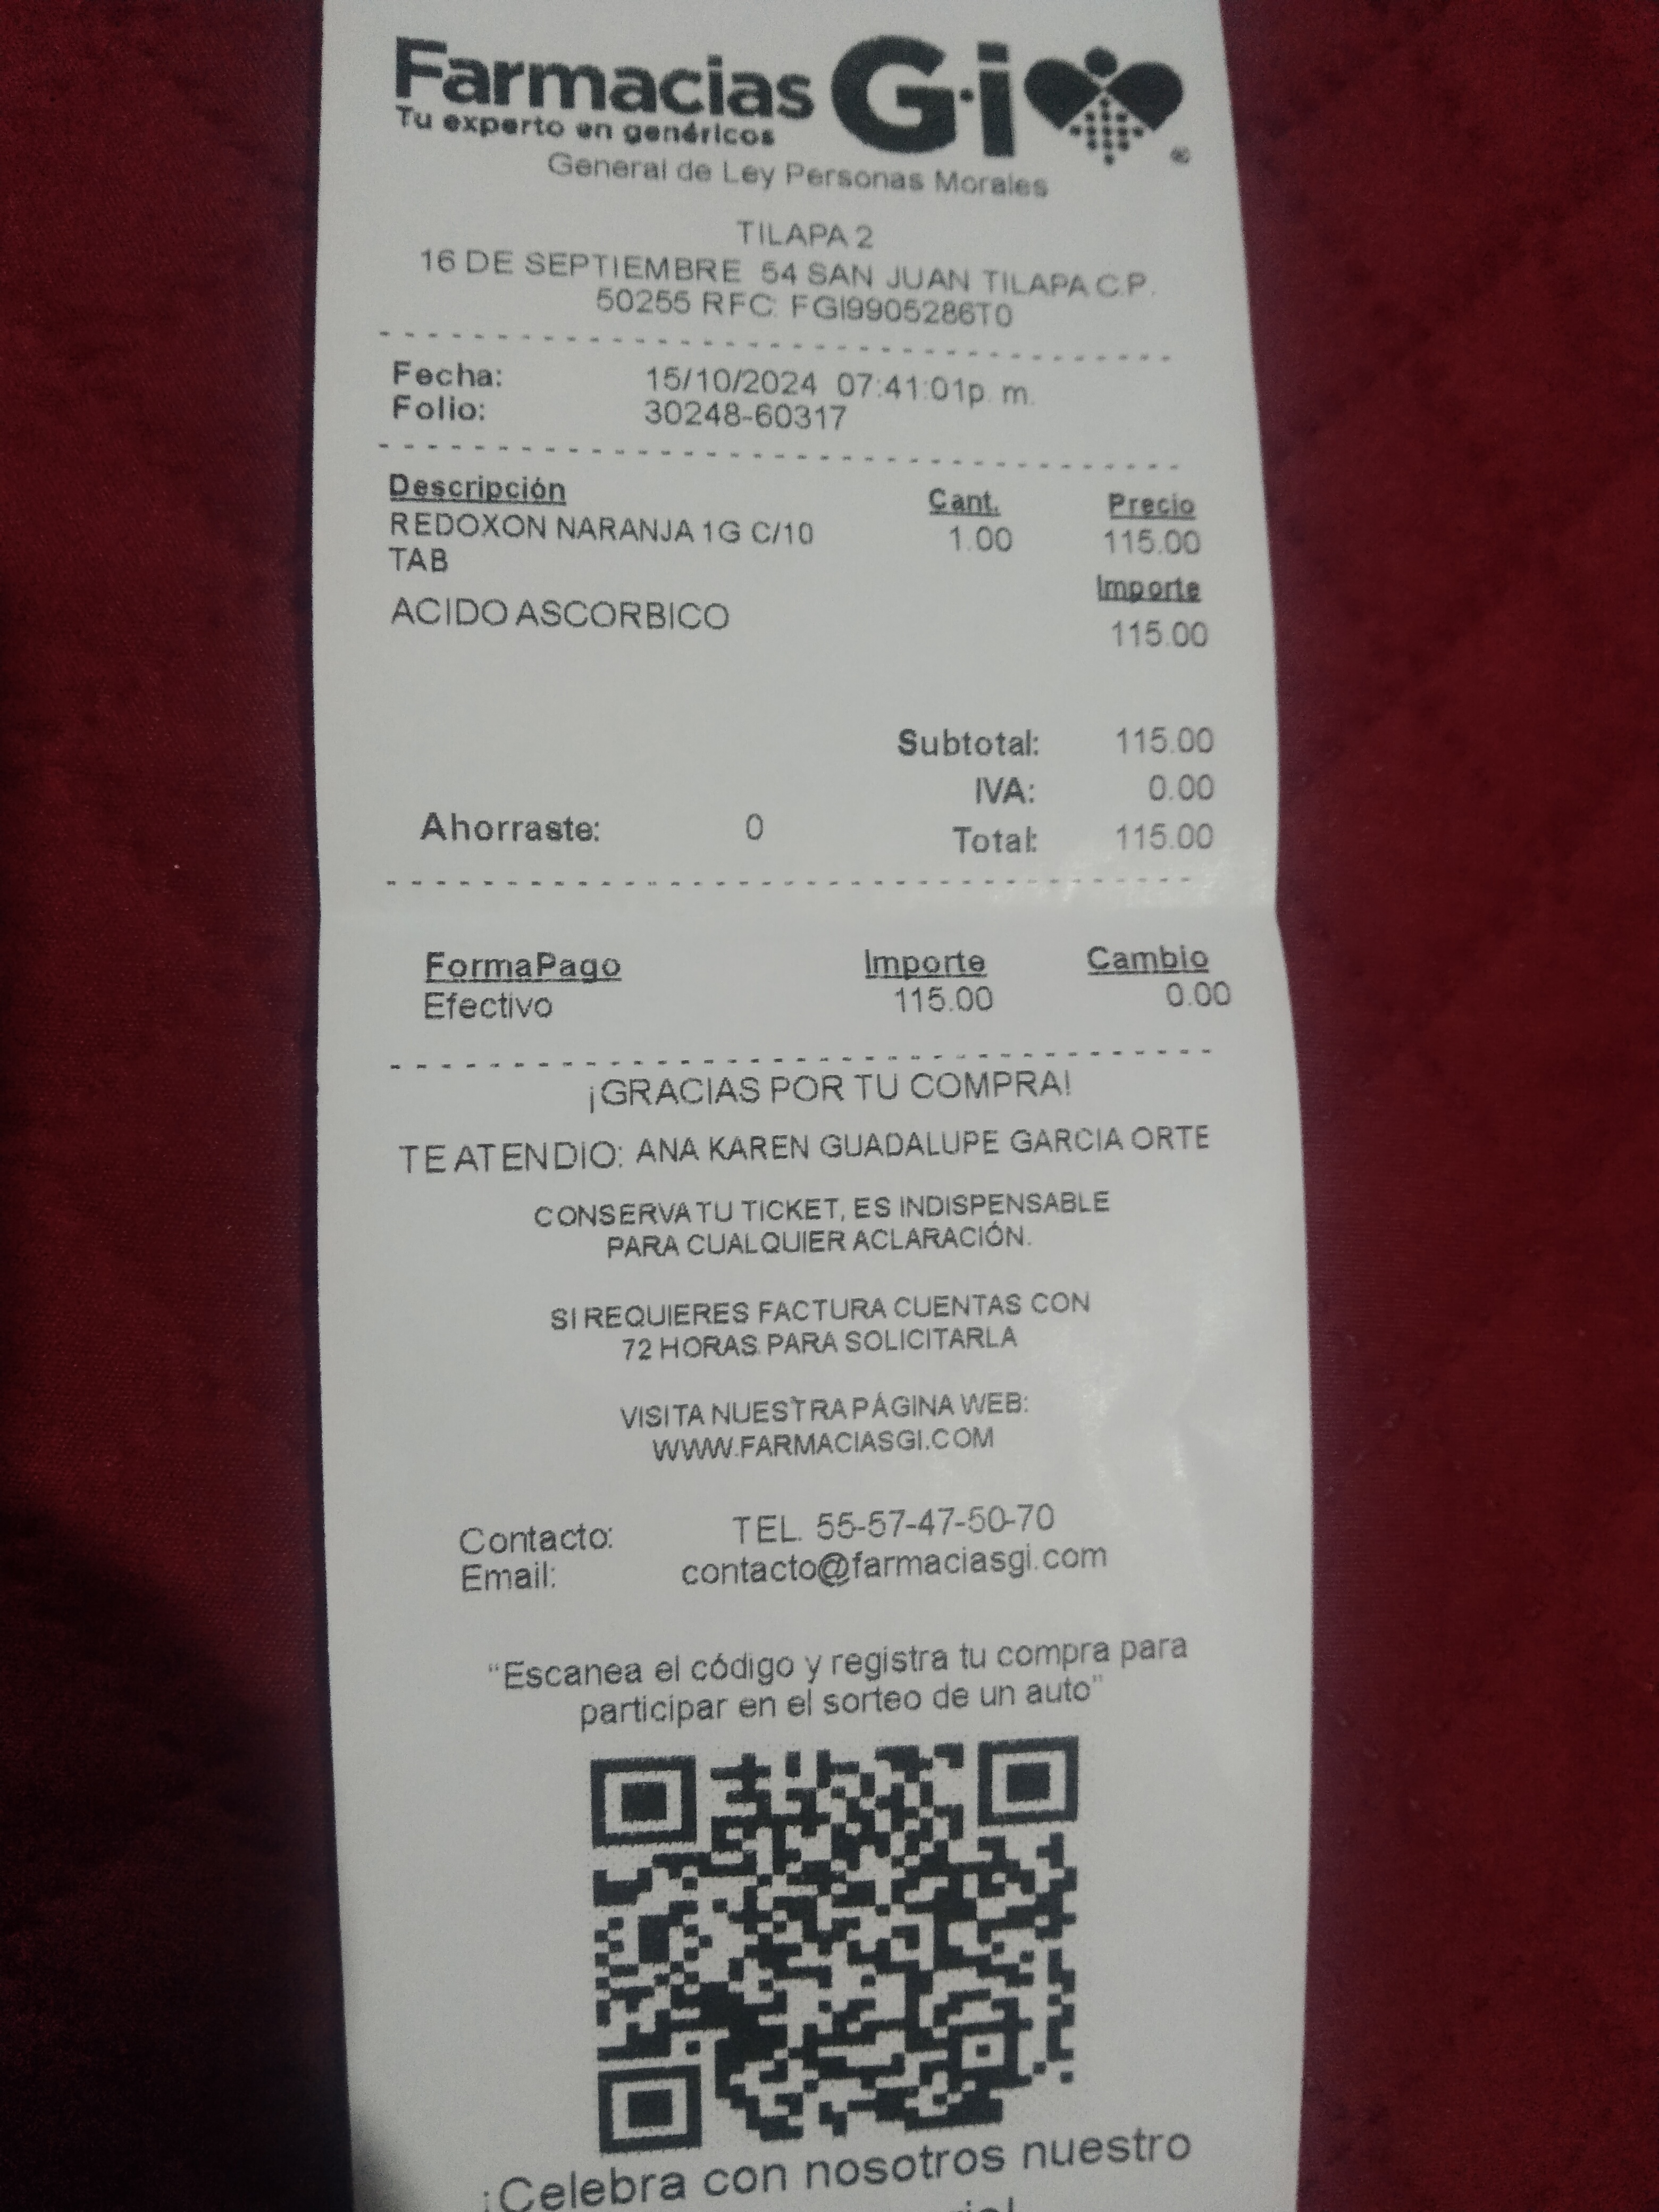 Farmacias G·i
Tu experto en genéricos
®
General de Ley Personas Morales
TILAPA 2
16 DE SEPTIEMBRE 54 SAN JUAN TILAPA C.P.
50255 RFC: FGI9905286T0
Fecha: 15/10/2024 07:41:01p. m.
Folio: 30248-60317
Descripción Cant. Precio
REDOXON NARANJA 1G C/10 1.00 115.00
TAB
Importe
ACIDO ASCORBICO 115.00
Subtotal: 115.00
IVA: 0.00
Ahorraste: 0 Total: 115.00
FormaPago Importe Cambio
Efectivo 115.00 0.00
¡GRACIAS POR TU COMPRA!
TE ATENDIO: ANA KAREN GUADALUPE GARCIA ORTE
CONSERVA TU TICKET, ES INDISPENSABLE
PARA CUALQUIER ACLARACIÓN.
SI REQUIERES FACTURA CUENTAS CON
72 HORAS PARA SOLICITARLA
VISITA NUESTRA PÁGINA WEB:
WWW.FARMACIASGI.COM
Contacto: TEL. 55-57-47-50-70
Email: contacto@farmaciasgi.com
"Escanea el código y registra tu compra para
participar en el sorteo de un auto"
¡Celebra con nosotros nuestro